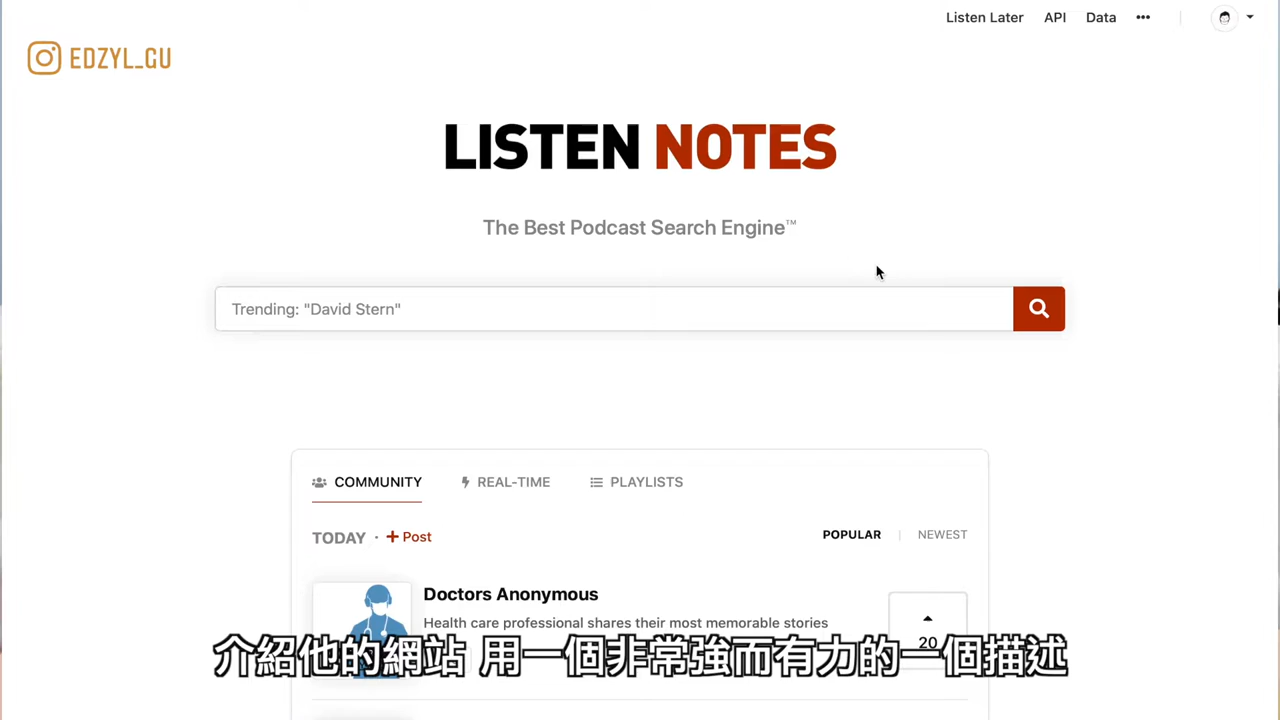 Listen Later API Data
EDZYL_GU
LISTEN NOTES
The Best Podcast Search Engine™
Trending: "David Stern"
COMMUNITY REAL-TIME PLAYLISTS
TODAY · + Post POPULAR | NEWEST
Doctors Anonymous
Health care professional shares their most memorable stories
20
介紹他的網站 用一個非常強而有力的一個描述